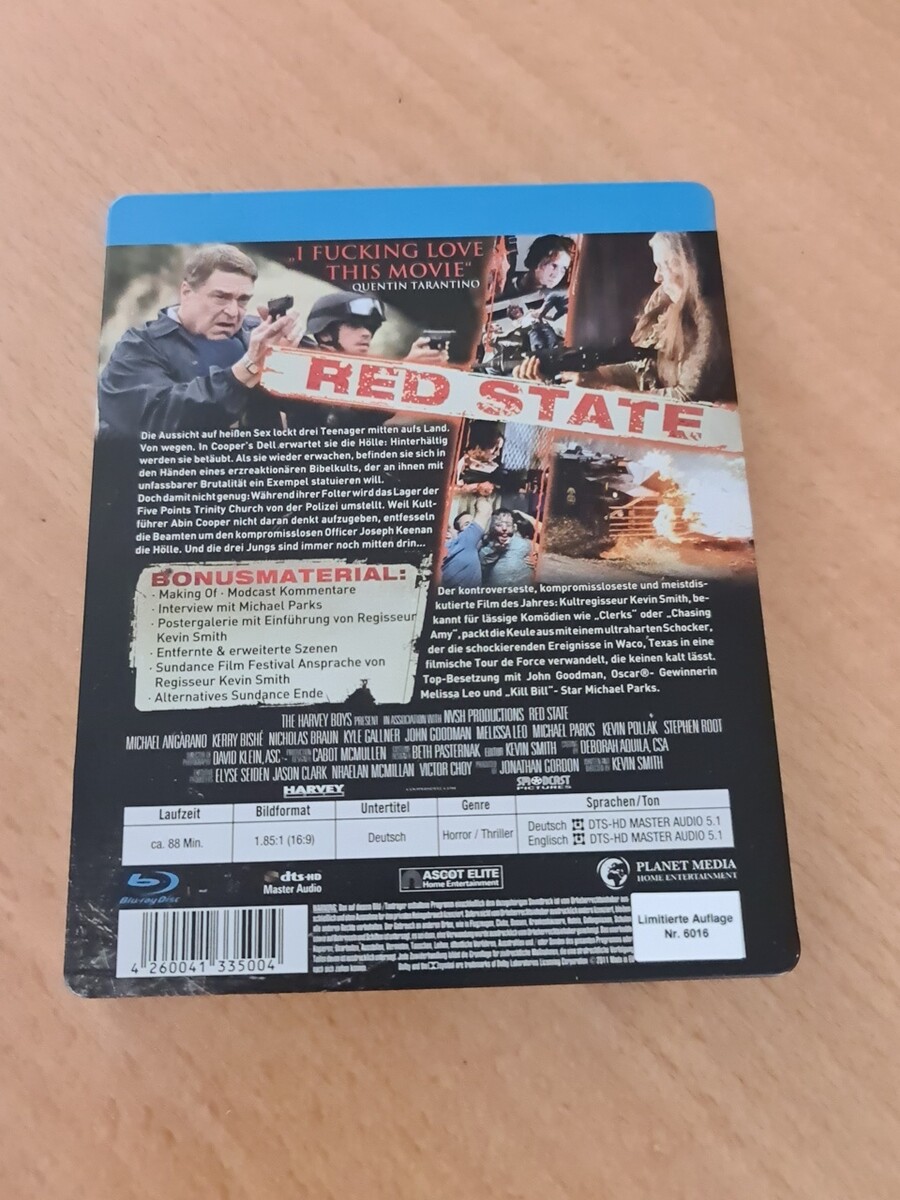 „I FUCKING LOVE
THIS MOVIE"
QUENTIN TARANTINO
RED STATE
Die Aussicht auf heißen Sex lockt drei Teenager mitten aufs Land.
Von wegen. In Cooper's Dell erwartet sie die Hölle: Hinterhältig
werden sie betäubt. Als sie wieder erwachen, befinden sie sich in
den Händen eines erzreaktionären Bibelkults, der an ihnen mit
unfassbarer Brutalität ein Exempel statuieren will.
Doch damit nicht genug: Während ihrer Folter wird das Lager der
Five Points Trinity Church von der Polizei umstellt. Weil Kult-
führer Abin Cooper nicht daran denkt aufzugeben, entfesseln
die Beamten um den kompromisslosen Officer Joseph Keenan
die Hölle. Und die drei Jungs sind immer noch mitten drin...
BONUSMATERIAL:
· Making Of · Modcast Kommentare
· Interview mit Michael Parks
· Postergalerie mit Einführung von Regisseur
Kevin Smith
· Entfernte & erweiterte Szenen
· Sundance Film Festival Ansprache von
Regisseur Kevin Smith
· Alternatives Sundance Ende
Der kontroverseste, kompromissloseste und meistdis-
kutierte Film des Jahres: Kultregisseur Kevin Smith, be-
kannt für lässige Komödien wie „Clerks" oder „Chasing
Amy", packt die Keule aus mit einem ultraharten Schocker,
der die schockierenden Ereignisse in Waco, Texas in eine
filmische Tour de Force verwandelt, die keinen kalt lässt.
Top-Besetzung mit John Goodman, Oscar®- Gewinnerin
Melissa Leo und „Kill Bill"- Star Michael Parks.
THE HARVEY BOYS PRESENT IN ASSOCIATION WITH NVSH PRODUCTIONS RED STATE
MICHAEL ANGARANO KERRY BISHÉ NICHOLAS BRAUN KYLE GALLNER JOHN GOODMAN MELISSA LEO MICHAEL PARKS KEVIN POLLAK STEPHEN ROOT
DAVID KLEIN, ASC CABOT MCMULLEN BETH PASTERNAK EDITOR KEVIN SMITH DEBORAH AQUILA, CSA
ELYSE SEIDEN JASON CLARK NHAELAN MCMILLAN VICTOR CHOY JONATHAN GORDON KEVIN SMITH
HARVEY SMODCAST
PICTURES
Laufzeit Bildformat Untertitel Genre Sprachen/Ton
ca. 88 Min. 1.85:1 (16:9) Deutsch Horror / Thriller Deutsch DTS-HD MASTER AUDIO 5.1
Englisch DTS-HD MASTER AUDIO 5.1
Blu-ray Disc
dts-HD
Master Audio
ASCOT ELITE
Home Entertainment
PLANET MEDIA
HOME ENTERTAINMENT
4 260041 335004
Limitierte Auflage
Nr. 6016